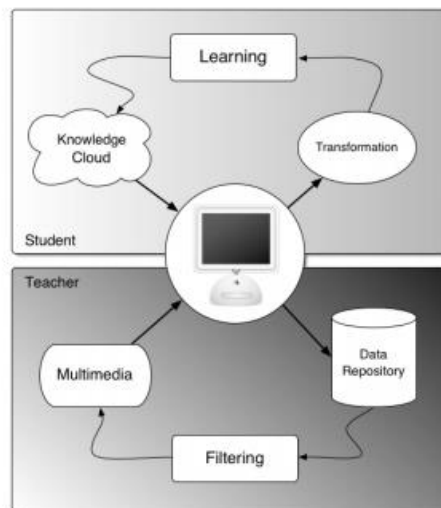 Learning
Knowledge
Cloud
Transformation
Student
Teacher
Multimedia
Data
Repository
Filtering